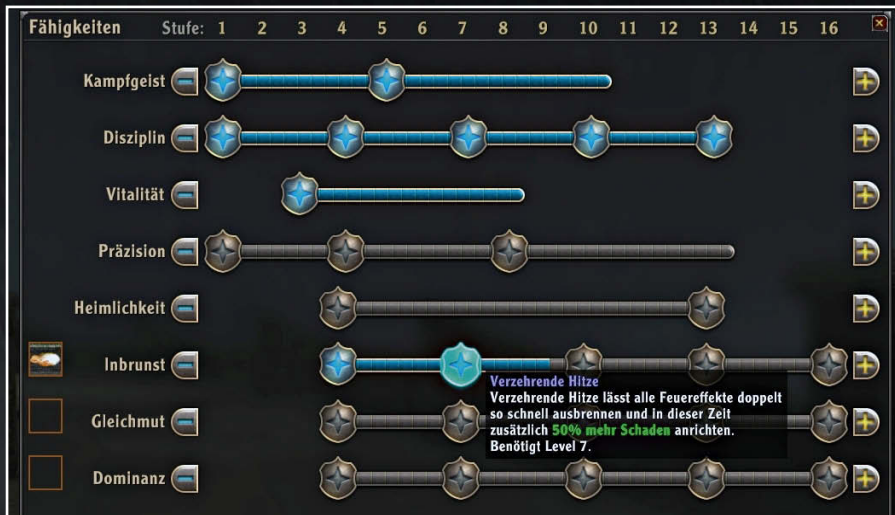 Fähigkeiten Stufe: 1 2 3 4 5 6 7 8 9 10 11 12 13 14 15 16
Kampfgeist
Disziplin
Vitalität
Präzision
Heimlichkeit
Inbrunst
Verzehrende Hitze
Verzehrende Hitze lässt alle Feuereffekte doppelt
so schnell ausbrennen und in dieser Zeit
zusätzlich 50% mehr Schaden anrichten.
Benötigt Level 7.
Gleichmut
Dominanz